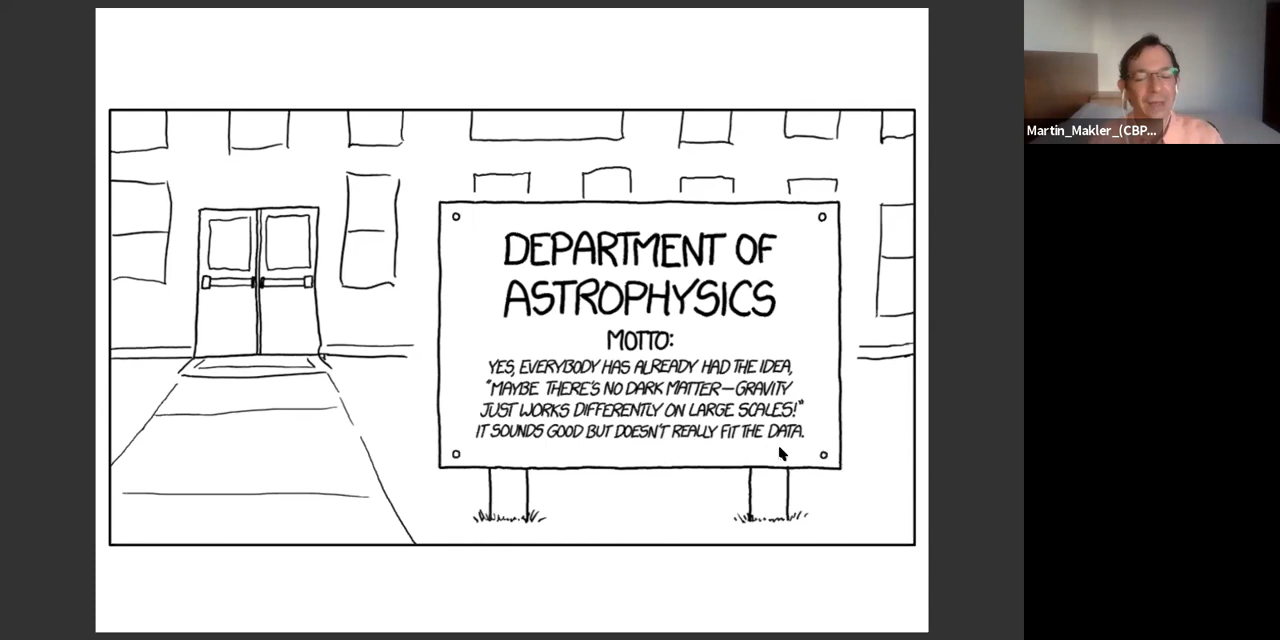 DEPARTMENT OF
ASTROPHYSICS
MOTTO:
YES, EVERYBODY HAS ALREADY HAD THE IDEA,
"MAYBE THERE'S NO DARK MATTER—GRAVITY
JUST WORKS DIFFERENTLY ON LARGE SCALES!"
IT SOUNDS GOOD BUT DOESN'T REALLY FIT THE DATA.
Martin_Makler_(CBP...